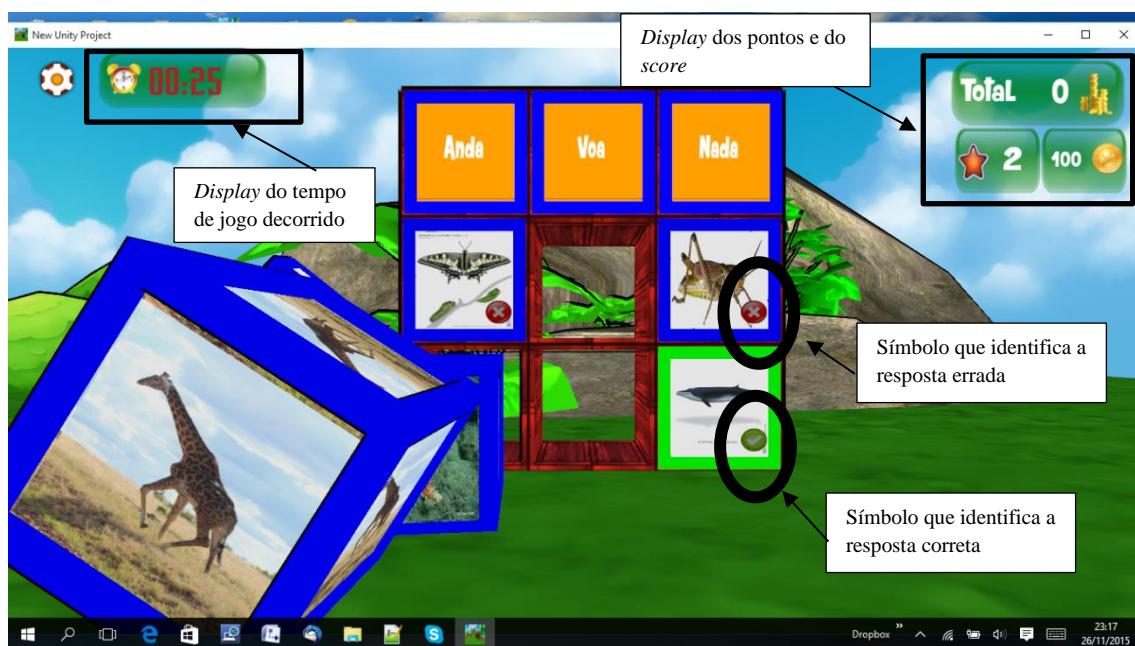 New Unity Project
Display dos pontos e do
score
00:25
Total 0
2
100
Display do tempo
de jogo decorrido
Anda
Voa
Nada
Símbolo que identifica a
resposta errada
Símbolo que identifica a
resposta correta
Dropbox
23:17
26/11/2015